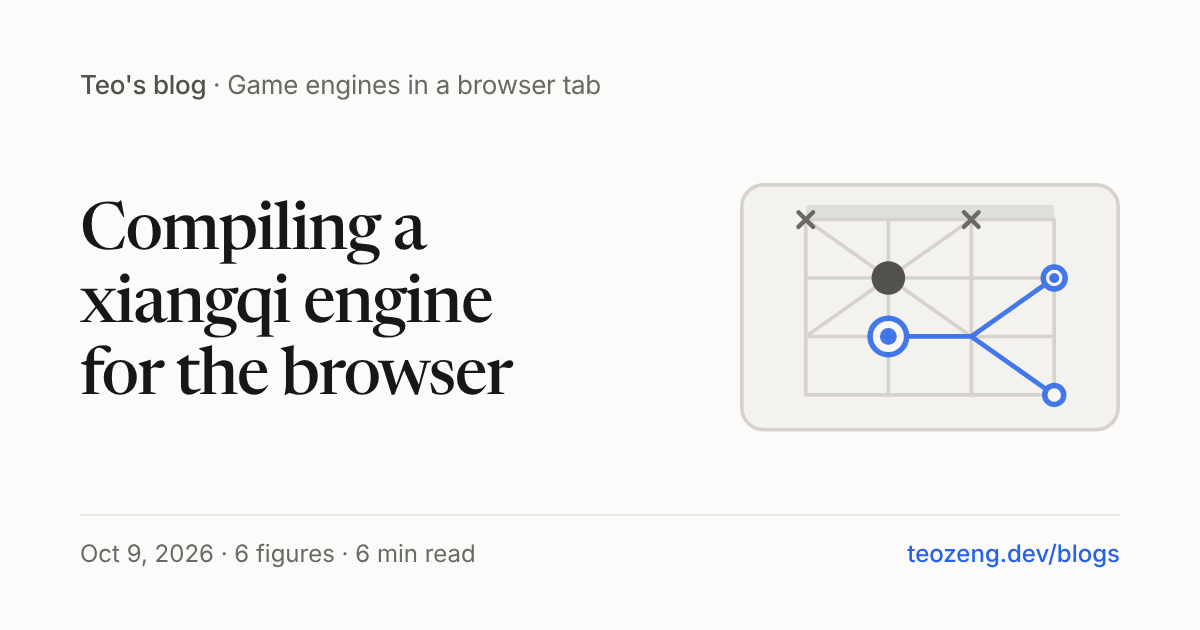 Teo's blog · Game engines in a browser tab
Compiling a
xiangqi engine
for the browser
Oct 9, 2026 · 6 figures · 6 min read
teozeng.dev/blogs